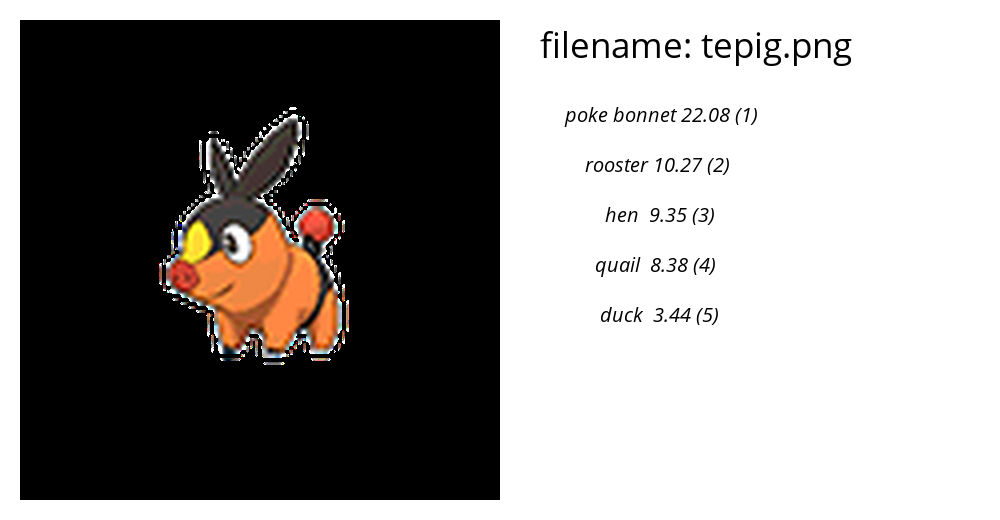 filename: tepig.png
poke bonnet 22.08 (1)
rooster 10.27 (2)
hen 9.35 (3)
quail 8.38 (4)
duck 3.44 (5)